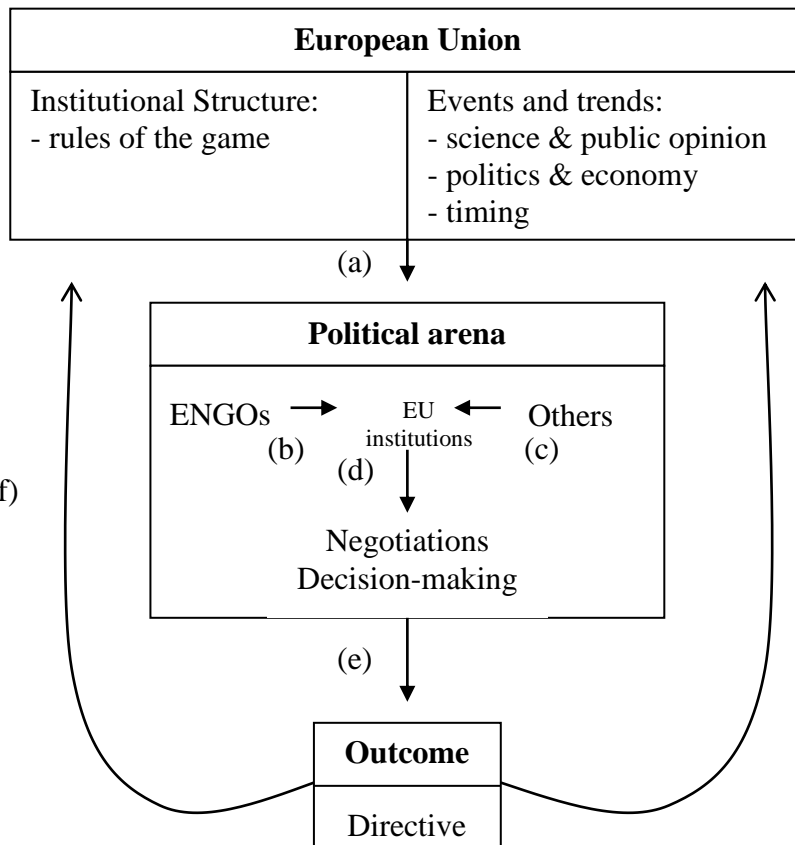 European Union
Institutional Structure:
- rules of the game
Events and trends:
- science & public opinion
- politics & economy
- timing
(a)
Political arena
ENGOs
EU
institutions
Others
(b)
(c)
(d)
Negotiations
Decision-making
f)
(e)
Outcome
Directive